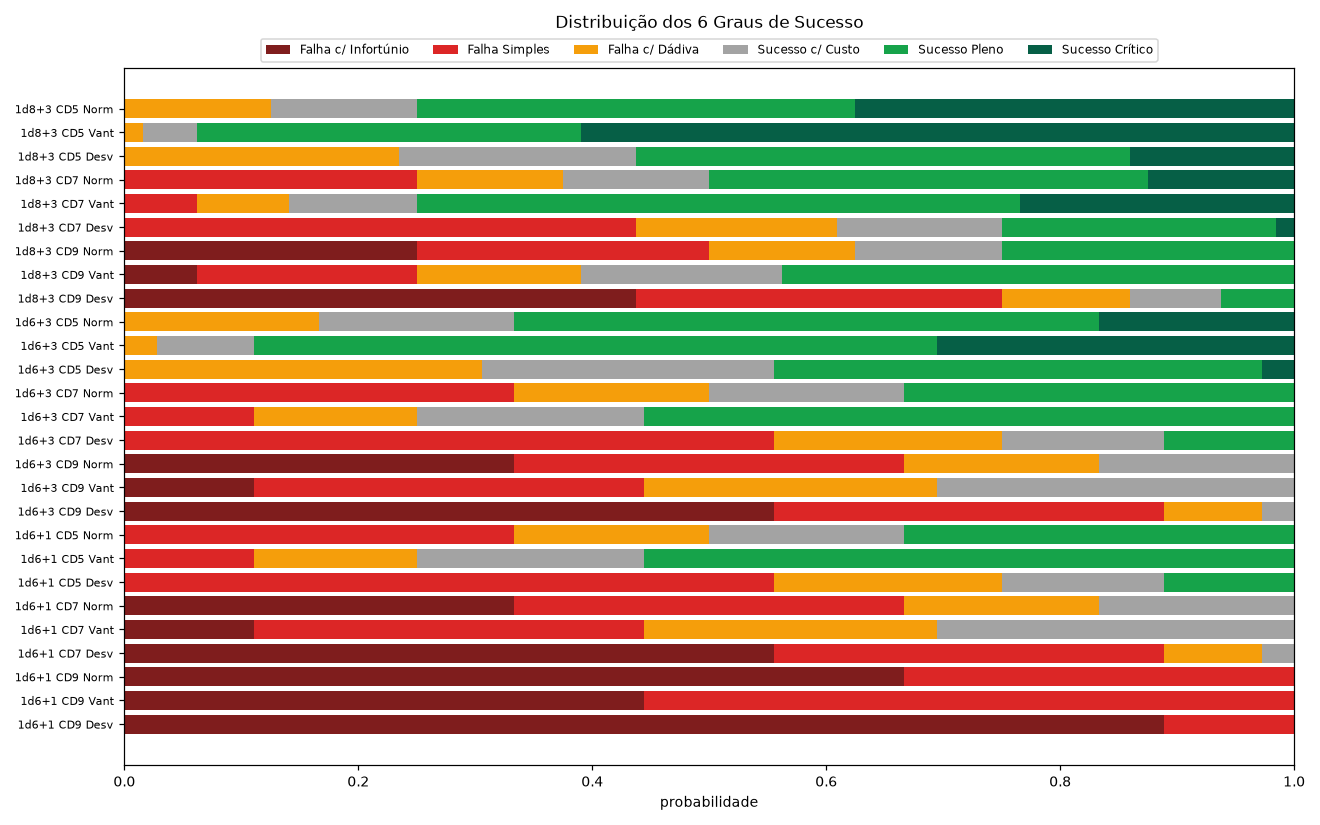 Distribuição dos 6 Graus de Sucesso
Falha c/ Infortúnio Falha Simples Falha c/ Dádiva Sucesso c/ Custo Sucesso Pleno Sucesso Crítico
1d8+3 CD5 Norm
1d8+3 CD5 Vant
1d8+3 CD5 Desv
1d8+3 CD7 Norm
1d8+3 CD7 Vant
1d8+3 CD7 Desv
1d8+3 CD9 Norm
1d8+3 CD9 Vant
1d8+3 CD9 Desv
1d6+3 CD5 Norm
1d6+3 CD5 Vant
1d6+3 CD5 Desv
1d6+3 CD7 Norm
1d6+3 CD7 Vant
1d6+3 CD7 Desv
1d6+3 CD9 Norm
1d6+3 CD9 Vant
1d6+3 CD9 Desv
1d6+1 CD5 Norm
1d6+1 CD5 Vant
1d6+1 CD5 Desv
1d6+1 CD7 Norm
1d6+1 CD7 Vant
1d6+1 CD7 Desv
1d6+1 CD9 Norm
1d6+1 CD9 Vant
1d6+1 CD9 Desv
0.0 0.2 0.4 0.6 0.8 1.0
probabilidade